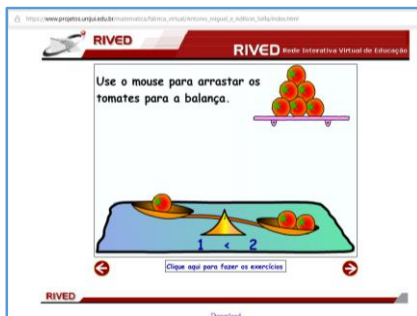 https://www.projetos.unijui.edu.br/matematica/fabrica_virtual/Antonio_miguel_e_Adilson_Sella/index.html
RIVED
RIVED Rede Interativa Virtual de Educação
Use o mouse para arrastar os
tomates para a balança.
1 < 2
Clique aqui para fazer os exercícios
RIVED
Download